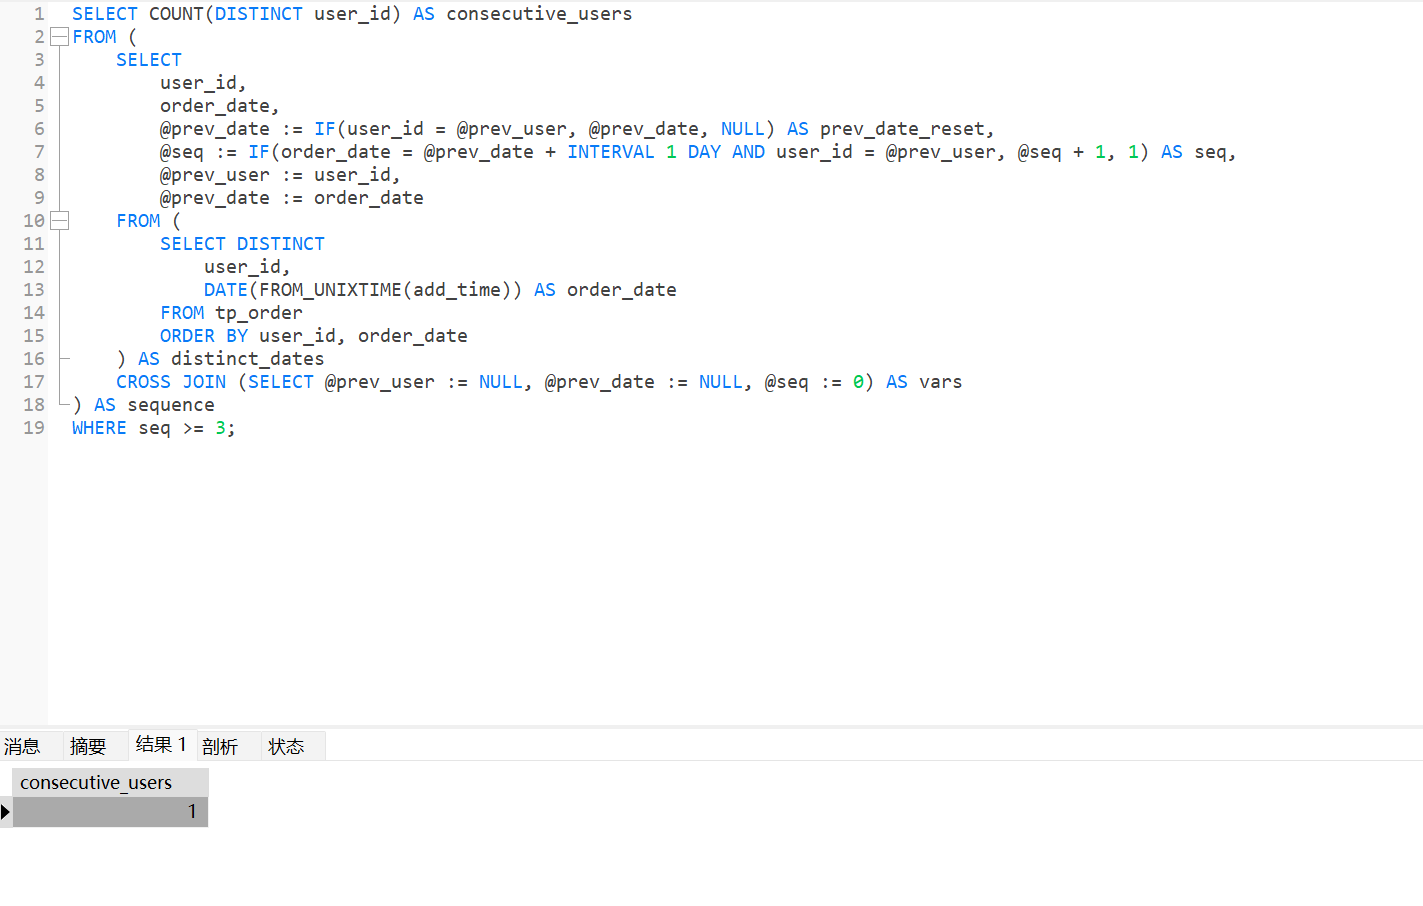 1 SELECT COUNT(DISTINCT user_id) AS consecutive_users
2 FROM (
3     SELECT
4         user_id,
5         order_date,
6         @prev_date := IF(user_id = @prev_user, @prev_date, NULL) AS prev_date_reset,
7         @seq := IF(order_date = @prev_date + INTERVAL 1 DAY AND user_id = @prev_user, @seq + 1, 1) AS seq,
8         @prev_user := user_id,
9         @prev_date := order_date
10     FROM (
11         SELECT DISTINCT
12             user_id,
13             DATE(FROM_UNIXTIME(add_time)) AS order_date
14         FROM tp_order
15         ORDER BY user_id, order_date
16     ) AS distinct_dates
17     CROSS JOIN (SELECT @prev_user := NULL, @prev_date := NULL, @seq := 0) AS vars
18 ) AS sequence
19 WHERE seq >= 3;
消息 摘要 结果 1 剖析 状态
consecutive_users
1